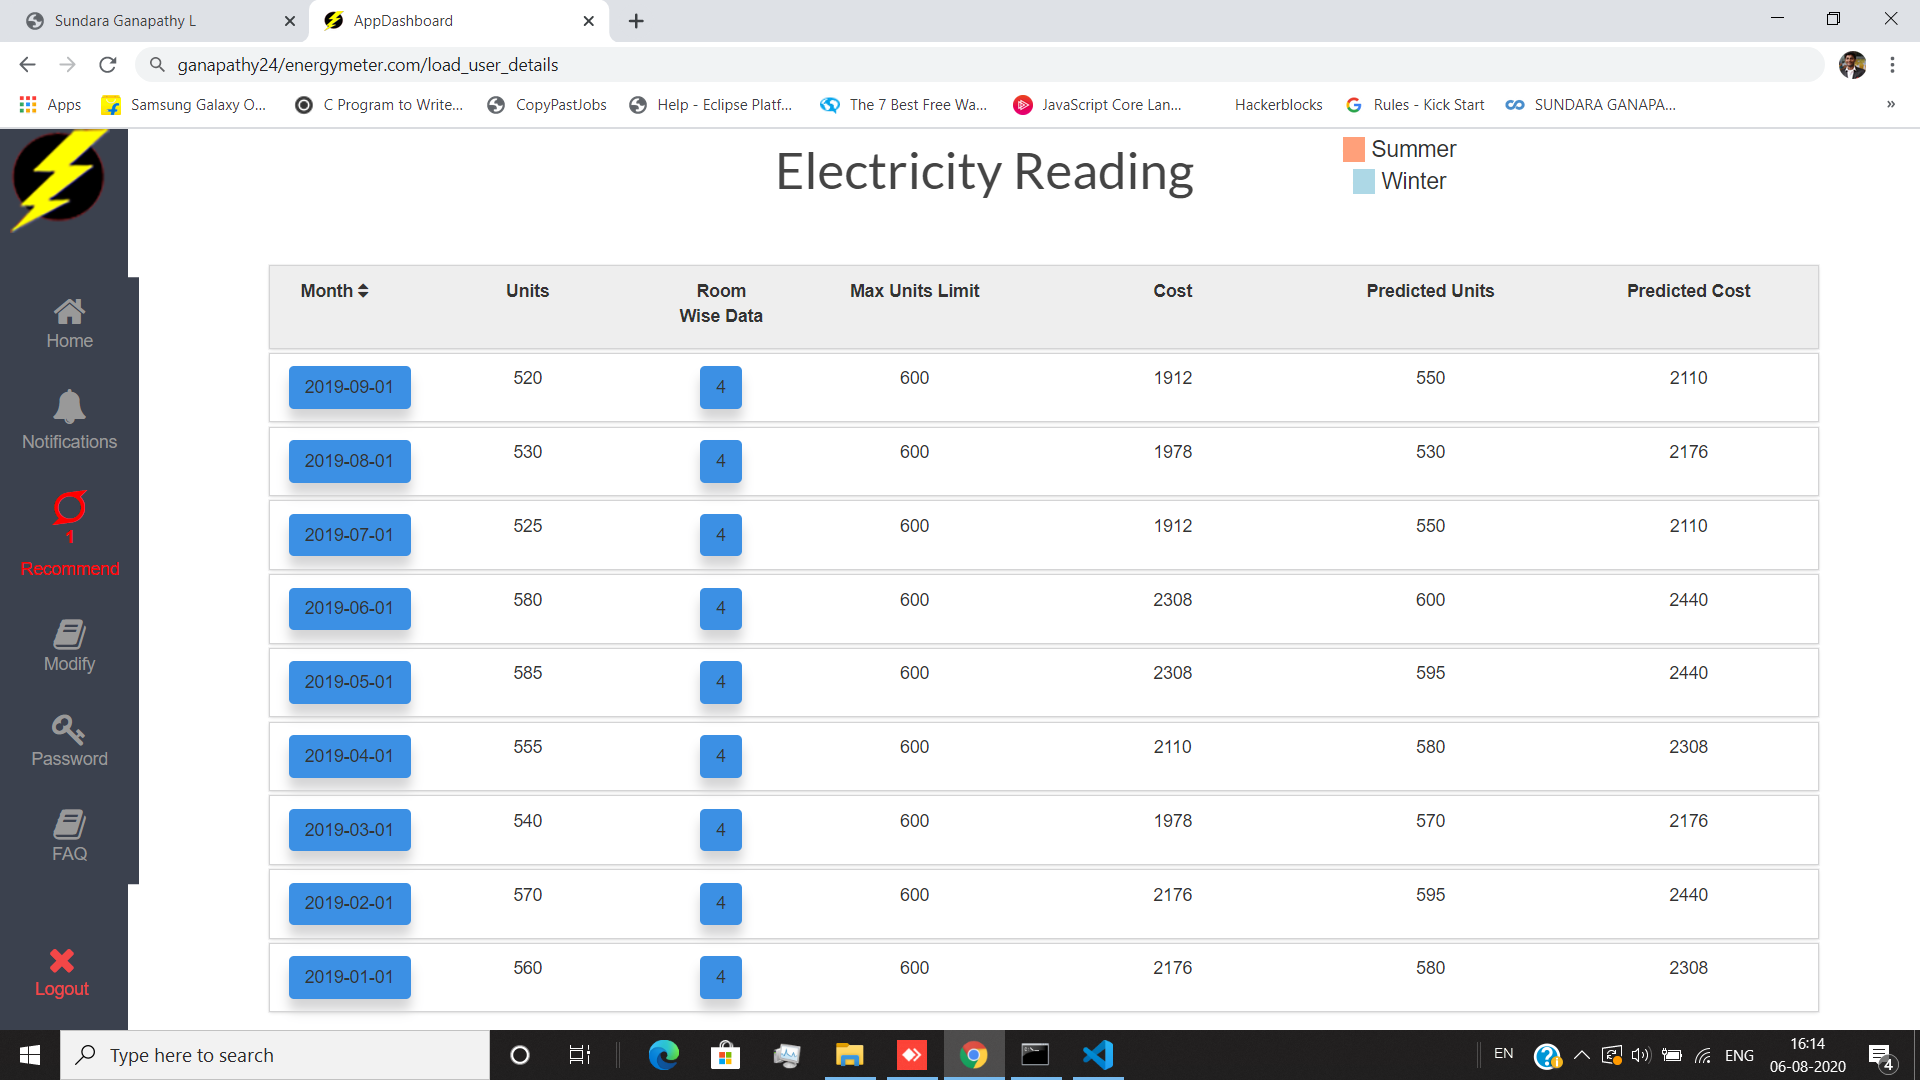 Sundara Ganapathy L
AppDashboard
ganapathy24/energymeter.com/load_user_details
Apps
Samsung Galaxy O...
C Program to Write...
CopyPastJobs
Help - Eclipse Platf...
The 7 Best Free Wa...
JavaScript Core Lan...
Hackerblocks
Rules - Kick Start
SUNDARA GANAPA...
»
Electricity Reading
Summer
Winter
Home
Notifications
1
Recommend
Modify
Password
FAQ
Logout
Month Units Room Wise Data Max Units Limit Cost Predicted Units Predicted Cost
2019-09-01 520 4 600 1912 550 2110
2019-08-01 530 4 600 1978 530 2176
2019-07-01 525 4 600 1912 550 2110
2019-06-01 580 4 600 2308 600 2440
2019-05-01 585 4 600 2308 595 2440
2019-04-01 555 4 600 2110 580 2308
2019-03-01 540 4 600 1978 570 2176
2019-02-01 570 4 600 2176 595 2440
2019-01-01 560 4 600 2176 580 2308
Type here to search
EN
ENG
16:14
06-08-2020
4